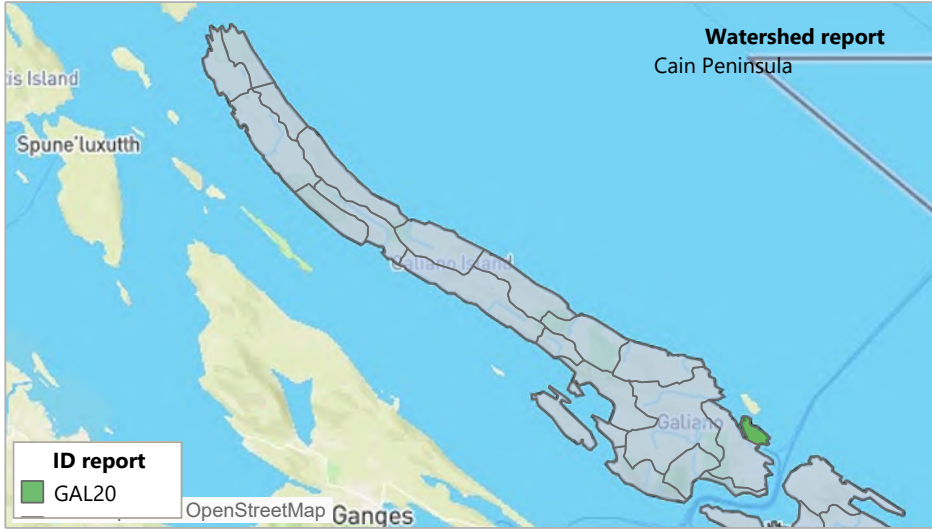 Watershed report
Cain Peninsula
tis Island
Spune'luxutth
Galiano Island
Galiano
ID report
GAL20
OpenStreetMap
Ganges